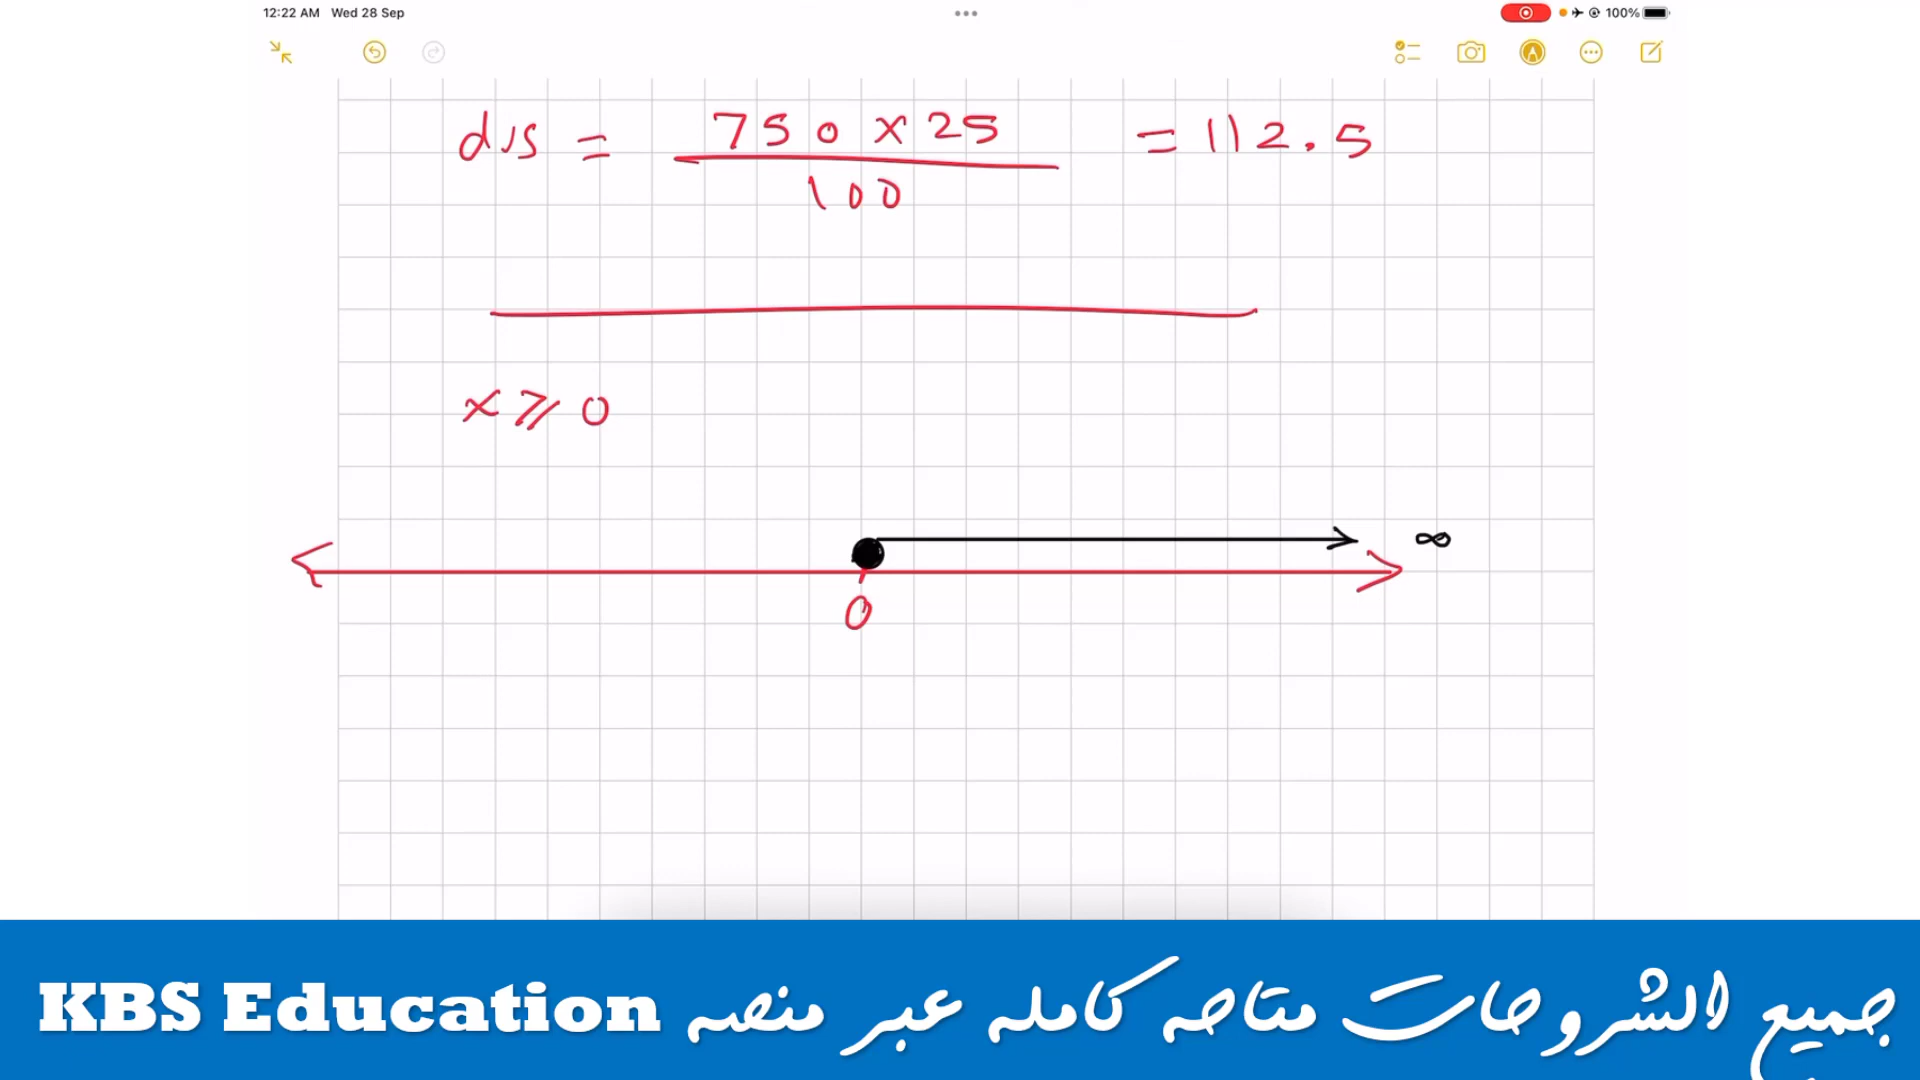 12:22 AM Wed 28 Sep
100%
dis = 750 x 25 = 112.5
100
x ⩾ 0
∞
0
KBS Education جميع الشروحات متاحه كامله عبر منصه